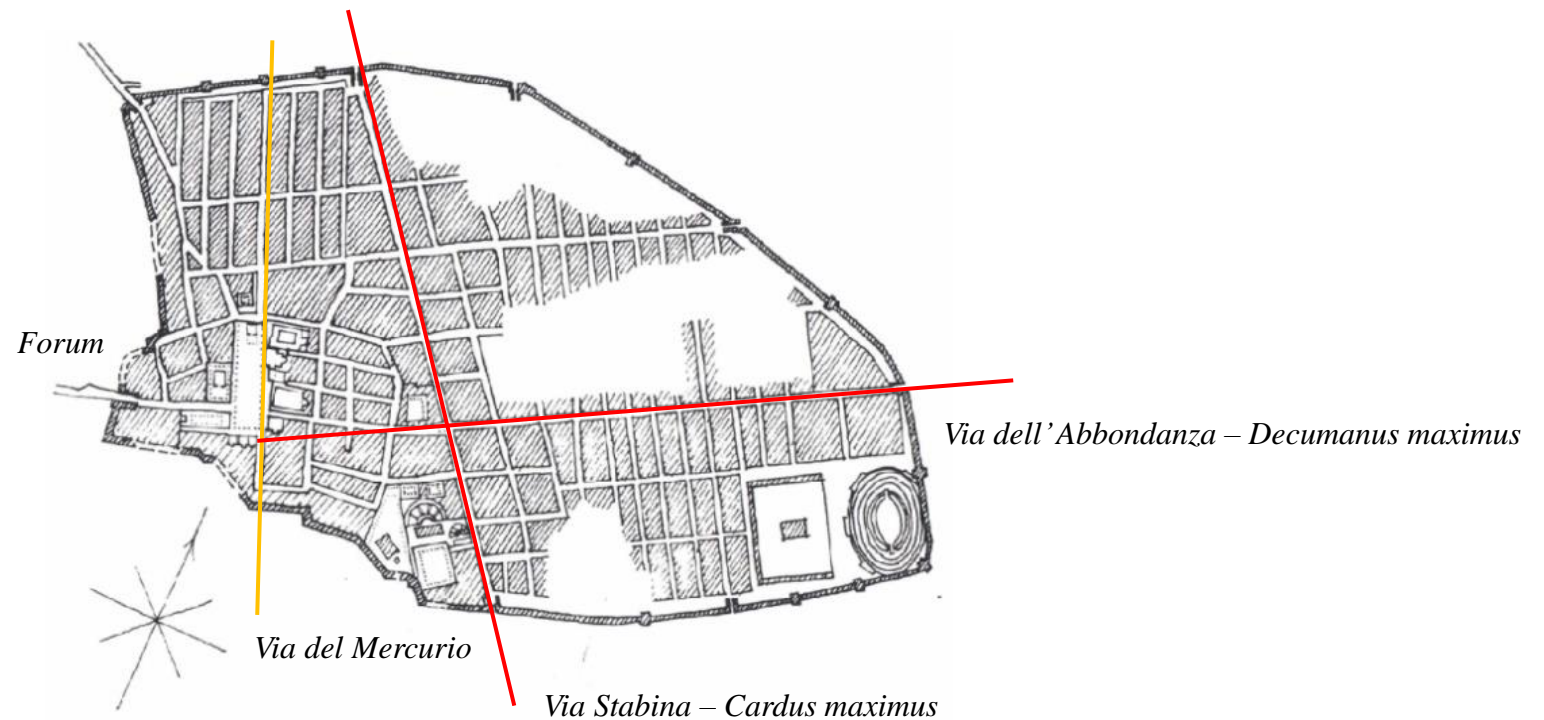 Forum
Via dell’Abbondanza – Decumanus maximus
Via del Mercurio
Via Stabina – Cardus maximus